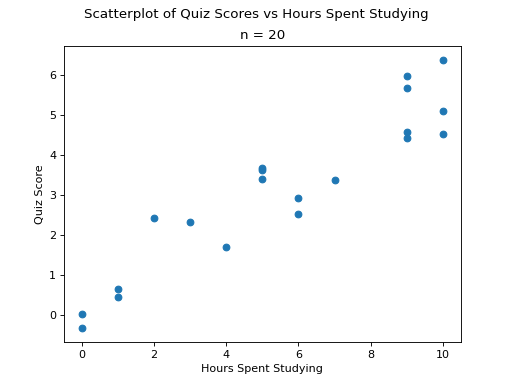 Scatterplot of Quiz Scores vs Hours Spent Studying
n = 20
6
5
4
3
2
1
0
Quiz Score
0 2 4 6 8 10
Hours Spent Studying